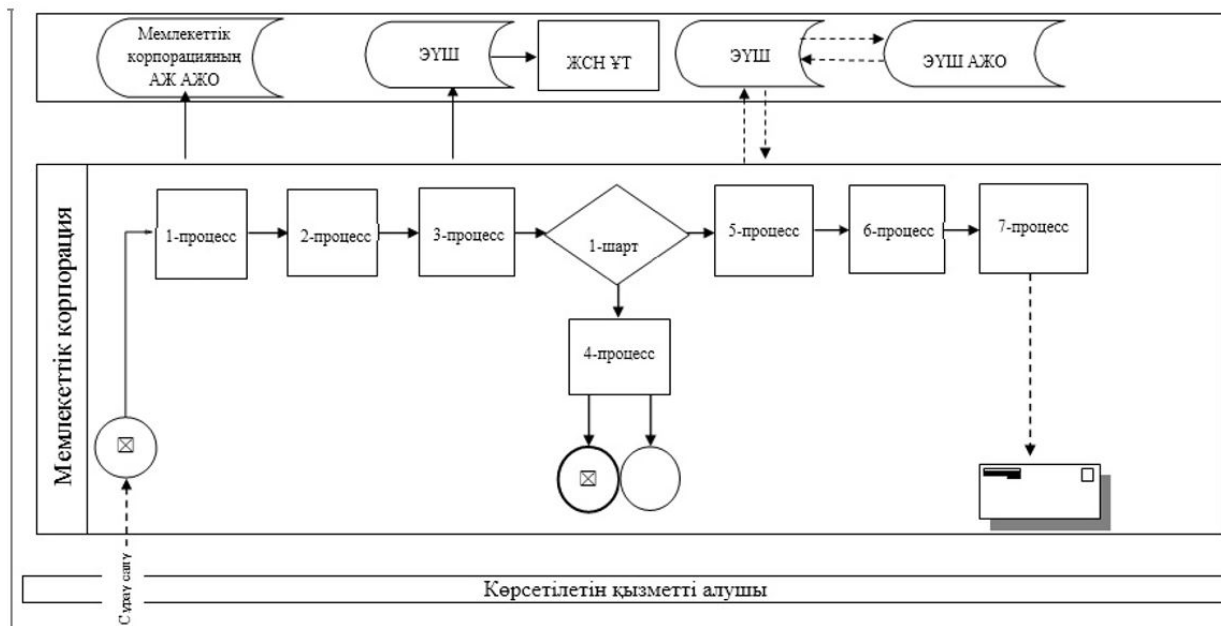 Мемлекеттік
корпорацияның
АЖ АЖО
ЭҮШ
ЖСН ҰТ
ЭҮШ
ЭҮШ АЖО
Мемлекеттік корпорация
1-процесс
2-процесс
3-процесс
1-шарт
5-процесс
6-процесс
7-процесс
4-процесс
Сұрау салу
Көрсетілетін қызметті алушы